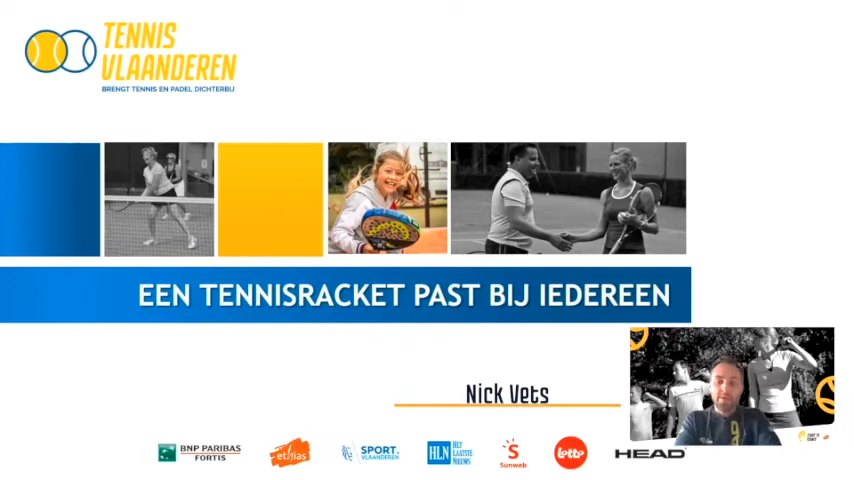 TENNIS
VLAANDEREN
BRENGT TENNIS EN PADEL DICHTERBIJ
EEN TENNISRACKET PAST BIJ IEDEREEN
Nick Vets
BNP PARIBAS
FORTIS
ethias
SPORT.
VLAANDEREN
HLN
HET
LAATSTE
NIEUWS
Sunweb
Lotto
HEAD